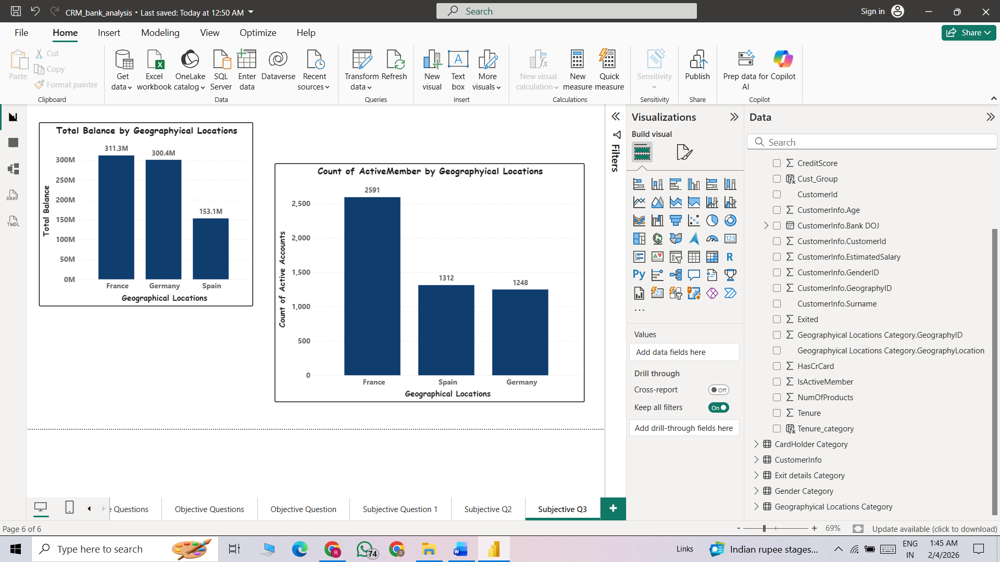 CRM_bank_analysis • Last saved: Today at 12:50 AM
Search
Sign in
File Home Insert Modeling View Optimize Help
Share
Paste
Cut
Copy
Format painter
Clipboard
Get data
Excel workbook
OneLake catalog
SQL Server
Enter data
Dataverse
Recent sources
Data
Transform data
Refresh
Queries
New visual
Text box
More visuals
Insert
New visual calculation
New measure
Quick measure
Calculations
Sensitivity
Sensitivity
Publish
Share
Prep data for AI
Copilot
Copilot
DAX
TMDL
Total Balance by Geographyical Locations
Total Balance
311.3M
300.4M
153.1M
300M
250M
200M
150M
100M
50M
0M
France Germany Spain
Geographical Locations
Count of ActiveMember by Geographyical Locations
Count of Active Accounts
2591
1312
1248
2,500
2,000
1,500
1,000
500
0
France Spain Germany
Geographical Locations
Filters
Visualizations
Build visual
123
R
Py
123
...
Values
Add data fields here
Drill through
Cross-report
Off
Keep all filters
On
Add drill-through fields here
Data
Search
CreditScore
Cust_Group
CustomerId
CustomerInfo.Age
CustomerInfo.Bank DOJ
CustomerInfo.CustomerId
CustomerInfo.EstimatedSalary
CustomerInfo.GenderID
CustomerInfo.GeographyID
CustomerInfo.Surname
Exited
Geographyical Locations Category.GeographyID
Geographyical Locations Category.GeographyLocation
HasCrCard
IsActiveMember
NumOfProducts
Tenure
Tenure_category
CardHolder Category
CustomerInfo
Exit details Category
Gender Category
Geographyical Locations Category
e Questions
Objective Questions
Objective Question
Subjective Question 1
Subjective Q2
Subjective Q3
+
Page 6 of 6
- + 69%
Update available (click to download)
Type here to search
74
Links
Indian rupee stages...
ENG
IN
1:45 AM
2/4/2026